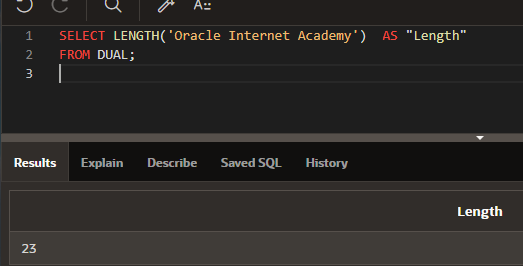 A::
1 SELECT LENGTH('Oracle Internet Academy')  AS "Length"
2 FROM DUAL;
3
Results Explain Describe Saved SQL History
Length
23